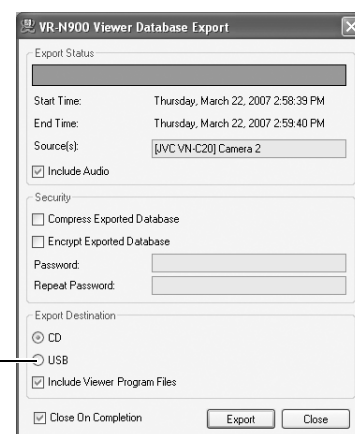 VR-N900 Viewer Database Export
Export Status
Start Time: Thursday, March 22, 2007 2:58:39 PM
End Time: Thursday, March 22, 2007 2:59:40 PM
Source(s): [JVC VN-C20] Camera 2
Include Audio
Security
Compress Exported Database
Encrypt Exported Database
Password:
Repeat Password:
Export Destination
CD
USB
Include Viewer Program Files
Close On Completion Export Close